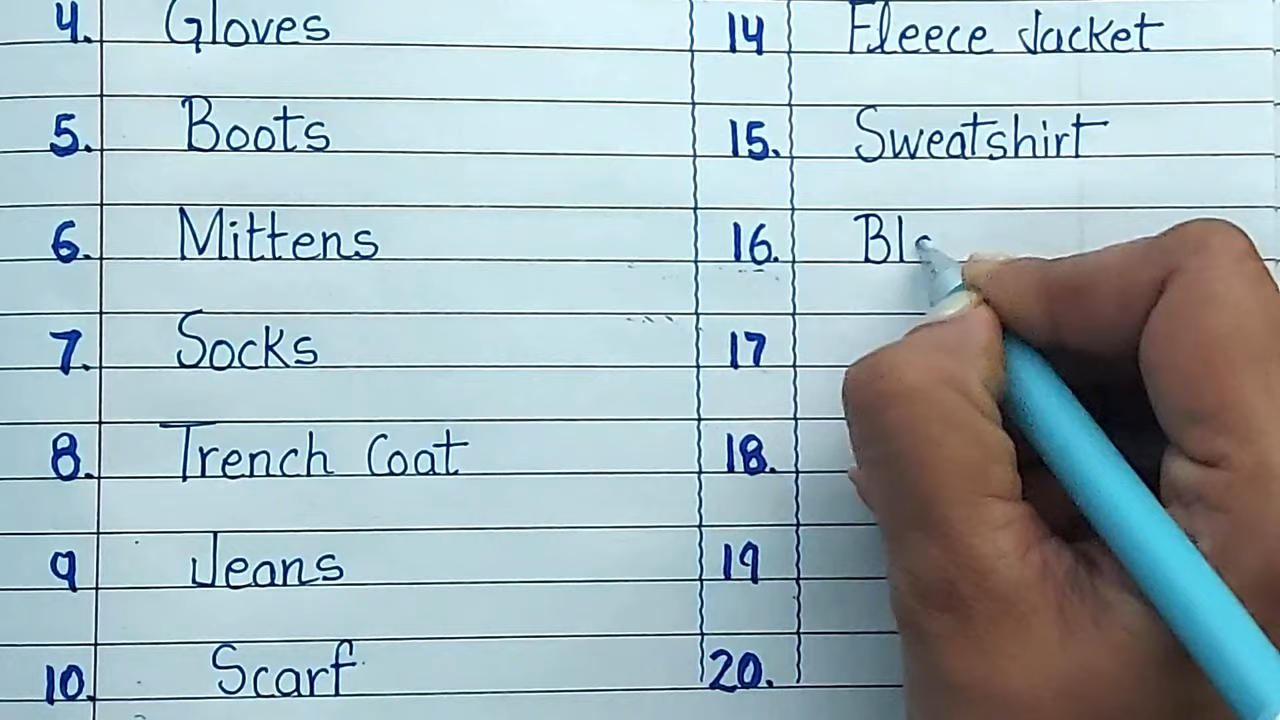 4. Gloves 14 Fleece Jacket
5. Boots 15. Sweatshirt
6. Mittens 16.
7. Socks 17
8. Trench Coat 18.
9 Jeans 19
10. Scarf 20.